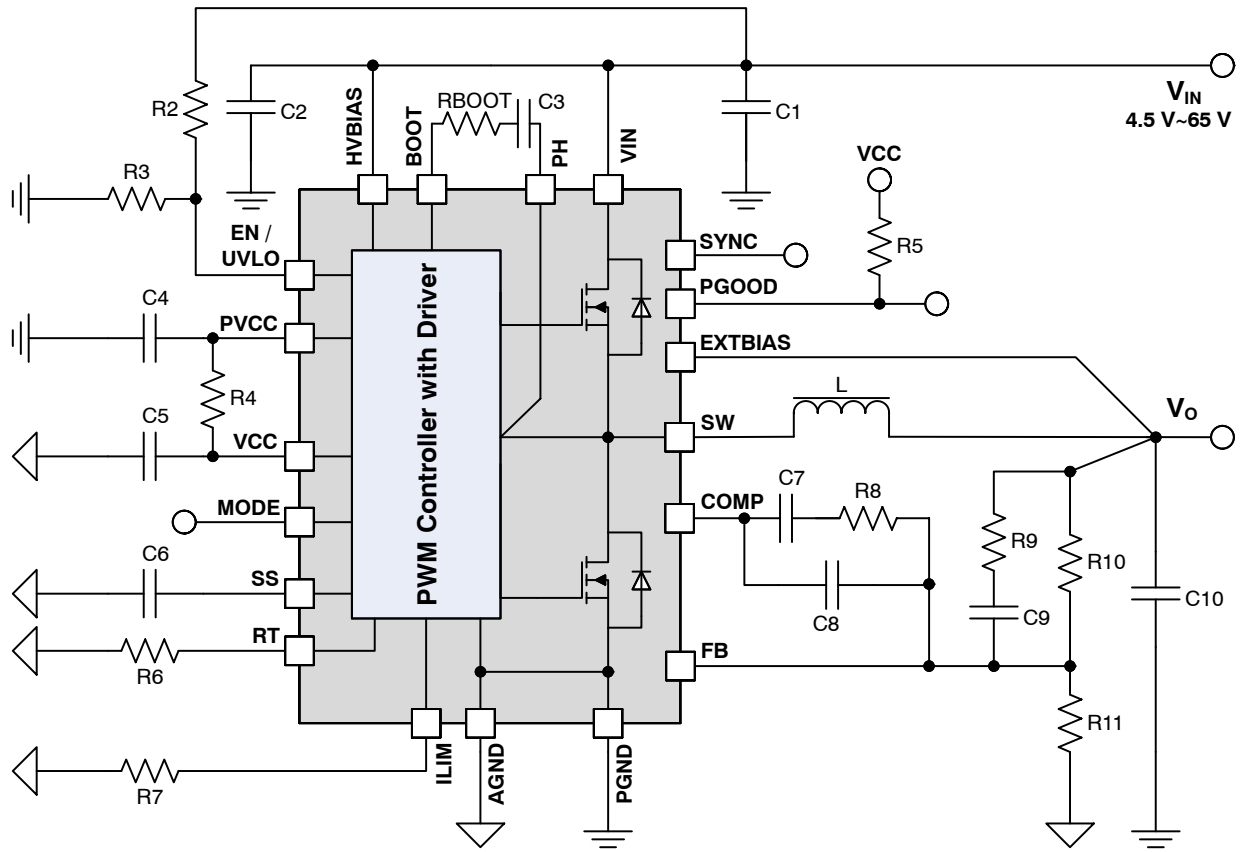 R2
C2
HVBIAS
BOOT
RBOOT
C3
PH
VIN
C1
VIN
4.5 V~65 V
R3
VCC
R5
EN /
UVLO
SYNC
PGOOD
C4
PVCC
EXTBIAS
R4
PWM Controller with Driver
L
VO
C5
VCC
SW
MODE
COMP
C7
R8
R9
R10
C6
SS
C8
C9
C10
RT
R6
FB
R11
R7
ILIM
AGND
PGND